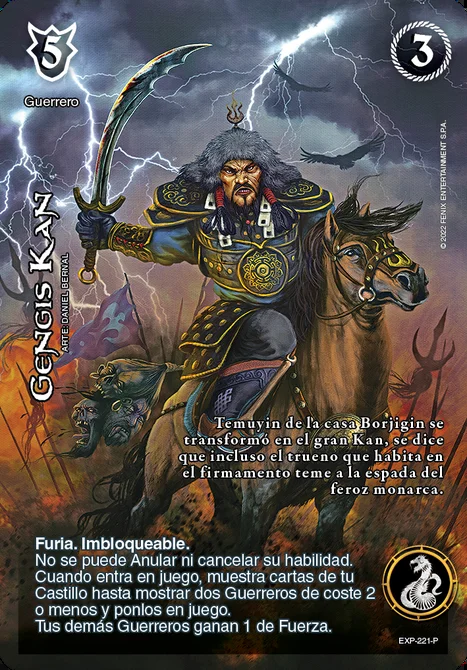 5
3
Guerrero
© 2022 FENIX ENTERTAINMENT S.P.A.
GENGIS KAN
ARTE: DANIEL BERNAL
Temuyin de la casa Borjigin se
transformó en el gran Kan, se dice
que incluso el trueno que habita en
el firmamento teme a la espada del
feroz monarca.
Furia. Imbloqueable.
No se puede Anular ni cancelar su habilidad.
Cuando entra en juego, muestra cartas de tu
Castillo hasta mostrar dos Guerreros de coste 2
o menos y ponlos en juego.
Tus demás Guerreros ganan 1 de Fuerza.
EXP-221-P